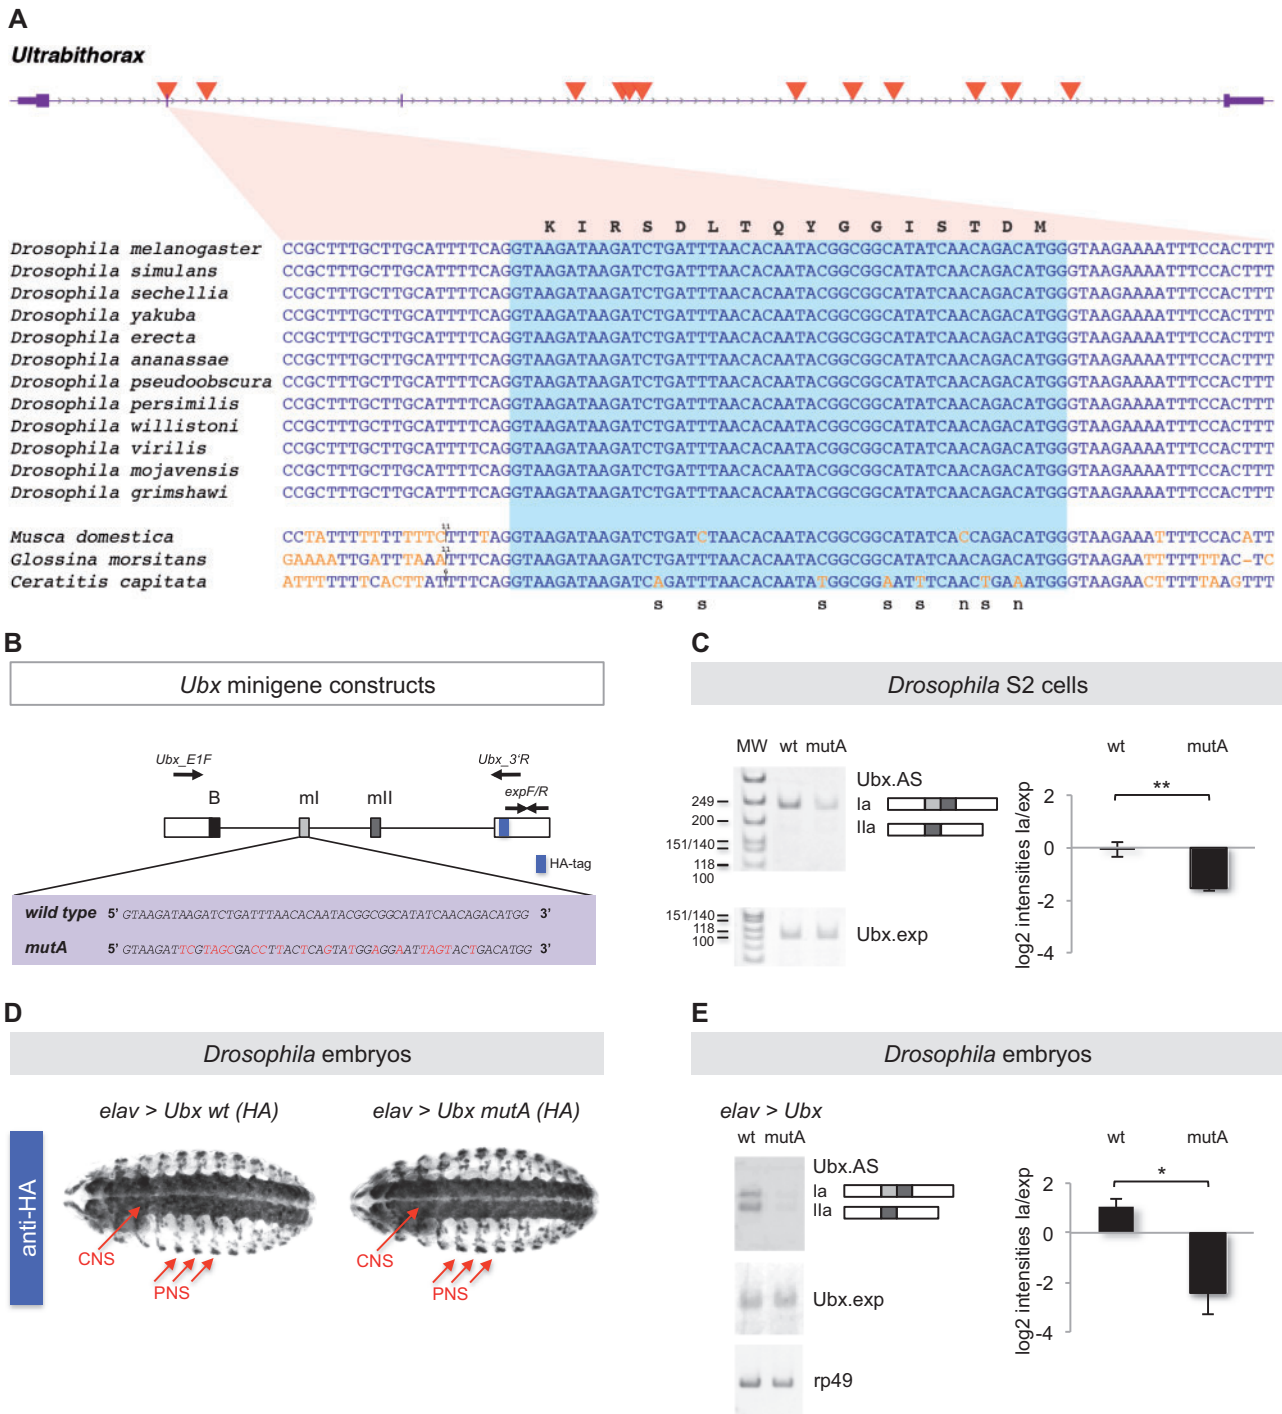 A
Ultrabithorax
K I R S D L T Q Y G G I S T D M
Drosophila melanogaster CCGCTTTGCTTGCATTTTCAGGTAAGATAAGATCTGATTTAACACAATACGGCGGCATATCAACAGACATGGGTAAGAAAATTTCCACTTT
Drosophila simulans CCGCTTTGCTTGCATTTTCAGGTAAGATAAGATCTGATTTAACACAATACGGCGGCATATCAACAGACATGGGTAAGAAAATTTCCACTTT
Drosophila sechellia CCGCTTTGCTTGCATTTTCAGGTAAGATAAGATCTGATTTAACACAATACGGCGGCATATCAACAGACATGGGTAAGAAAATTTCCACTTT
Drosophila yakuba CCGCTTTGCTTGCATTTTCAGGTAAGATAAGATCTGATTTAACACAATACGGCGGCATATCAACAGACATGGGTAAGAAAATTTCCACTTT
Drosophila erecta CCGCTTTGCTTGCATTTTCAGGTAAGATAAGATCTGATTTAACACAATACGGCGGCATATCAACAGACATGGGTAAGAAAATTTCCACTTT
Drosophila ananassae CCGCTTTGCTTGCATTTTCAGGTAAGATAAGATCTGATTTAACACAATACGGCGGCATATCAACAGACATGGGTAAGAAAATTTCCACTTT
Drosophila pseudoobscura CCGCTTTGCTTGCATTTTCAGGTAAGATAAGATCTGATTTAACACAATACGGCGGCATATCAACAGACATGGGTAAGAAAATTTCCACTTT
Drosophila persimilis CCGCTTTGCTTGCATTTTCAGGTAAGATAAGATCTGATTTAACACAATACGGCGGCATATCAACAGACATGGGTAAGAAAATTTCCACTTT
Drosophila willistoni CCGCTTTGCTTGCATTTTCAGGTAAGATAAGATCTGATTTAACACAATACGGCGGCATATCAACAGACATGGGTAAGAAAATTTCCACTTT
Drosophila virilis CCGCTTTGCTTGCATTTTCAGGTAAGATAAGATCTGATTTAACACAATACGGCGGCATATCAACAGACATGGGTAAGAAAATTTCCACTTT
Drosophila mojavensis CCGCTTTGCTTGCATTTTCAGGTAAGATAAGATCTGATTTAACACAATACGGCGGCATATCAACAGACATGGGTAAGAAAATTTCCACTTT
Drosophila grimshawi CCGCTTTGCTTGCATTTTCAGGTAAGATAAGATCTGATTTAACACAATACGGCGGCATATCAACAGACATGGGTAAGAAAATTTCCACTTT
11
Musca domestica CCTATTTTTTTTTTCTTTTAGGTAAGATAAGATCTGATCTAACACAATACGGCGGCATATCACCAGACATGGGTAAGAAATTTTCCACATT
11
Glossina morsitans GAAAATTGATTTAAATTTCAGGTAAGATAAGATCTGATTTAACACAATACGGCGGCATATCAACAGACATGGGTAAGAATTTTTTTAC-TC
Ceratitis capitata ATTTTTTTCACTTATTTTCAGGTAAGATAAGATCAGATTTAACACAATATGGCGGAATTTCAACTGAAATGGGTAAGAACTTTTTTAAGTTT
s s s s s n s n
B
Ubx minigene constructs
Ubx_E1F
Ubx_3'R
expF/R
B mI mII
HA-tag
wild type 5' GTAAGATAAGATCTGATTTAACACAATACGGCGGCATATCAACAGACATGG 3'
mutA 5' GTAAGATTCGTAGCGACCTTACTCAGTATGGAGGAATTAGTACTGACATGG 3'
C
Drosophila S2 cells
MW wt mutA
249
200
151/140
118
100
Ubx.AS
Ia
IIa
151/140
118
100
Ubx.exp
wt mutA
**
log2 intensities Ia/exp
2
0
-2
-4
D
Drosophila embryos
elav > Ubx wt (HA)
elav > Ubx mutA (HA)
anti-HA
CNS
PNS
CNS
PNS
E
Drosophila embryos
elav > Ubx
wt mutA
Ubx.AS
Ia
IIa
Ubx.exp
rp49
wt mutA
*
log2 intensities Ia/exp
2
0
-2
-4